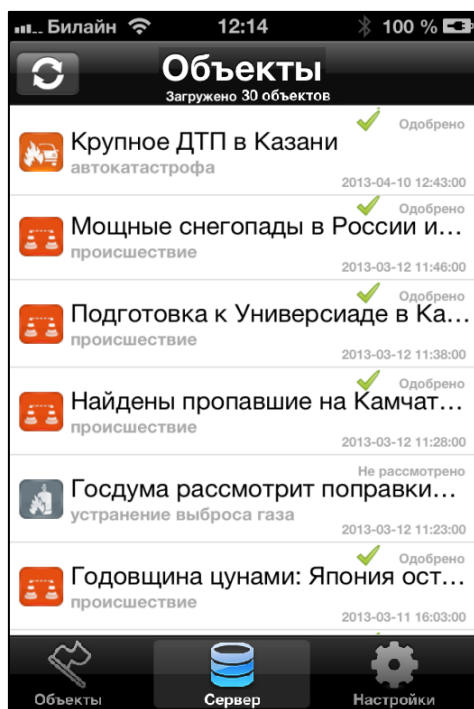 Билайн 12:14 100 %
Объекты
Загружено 30 объектов
Одобрено
Крупное ДТП в Казани
автокатастрофа
2013-04-10 12:43:00
Одобрено
Мощные снегопады в России и...
происшествие
2013-03-12 11:46:00
Одобрено
Подготовка к Универсиаде в Ка...
происшествие
2013-03-12 11:38:00
Одобрено
Найдены пропавшие на Камчат...
происшествие
2013-03-12 11:28:00
Не рассмотрено
Госдума рассмотрит поправки...
устранение выброса газа
2013-03-12 11:23:00
Одобрено
Годовщина цунами: Япония ост...
происшествие
2013-03-11 16:03:00
Объекты Сервер Настройки